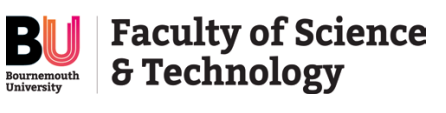 BU
Bournemouth
University
Faculty of Science
& Technology